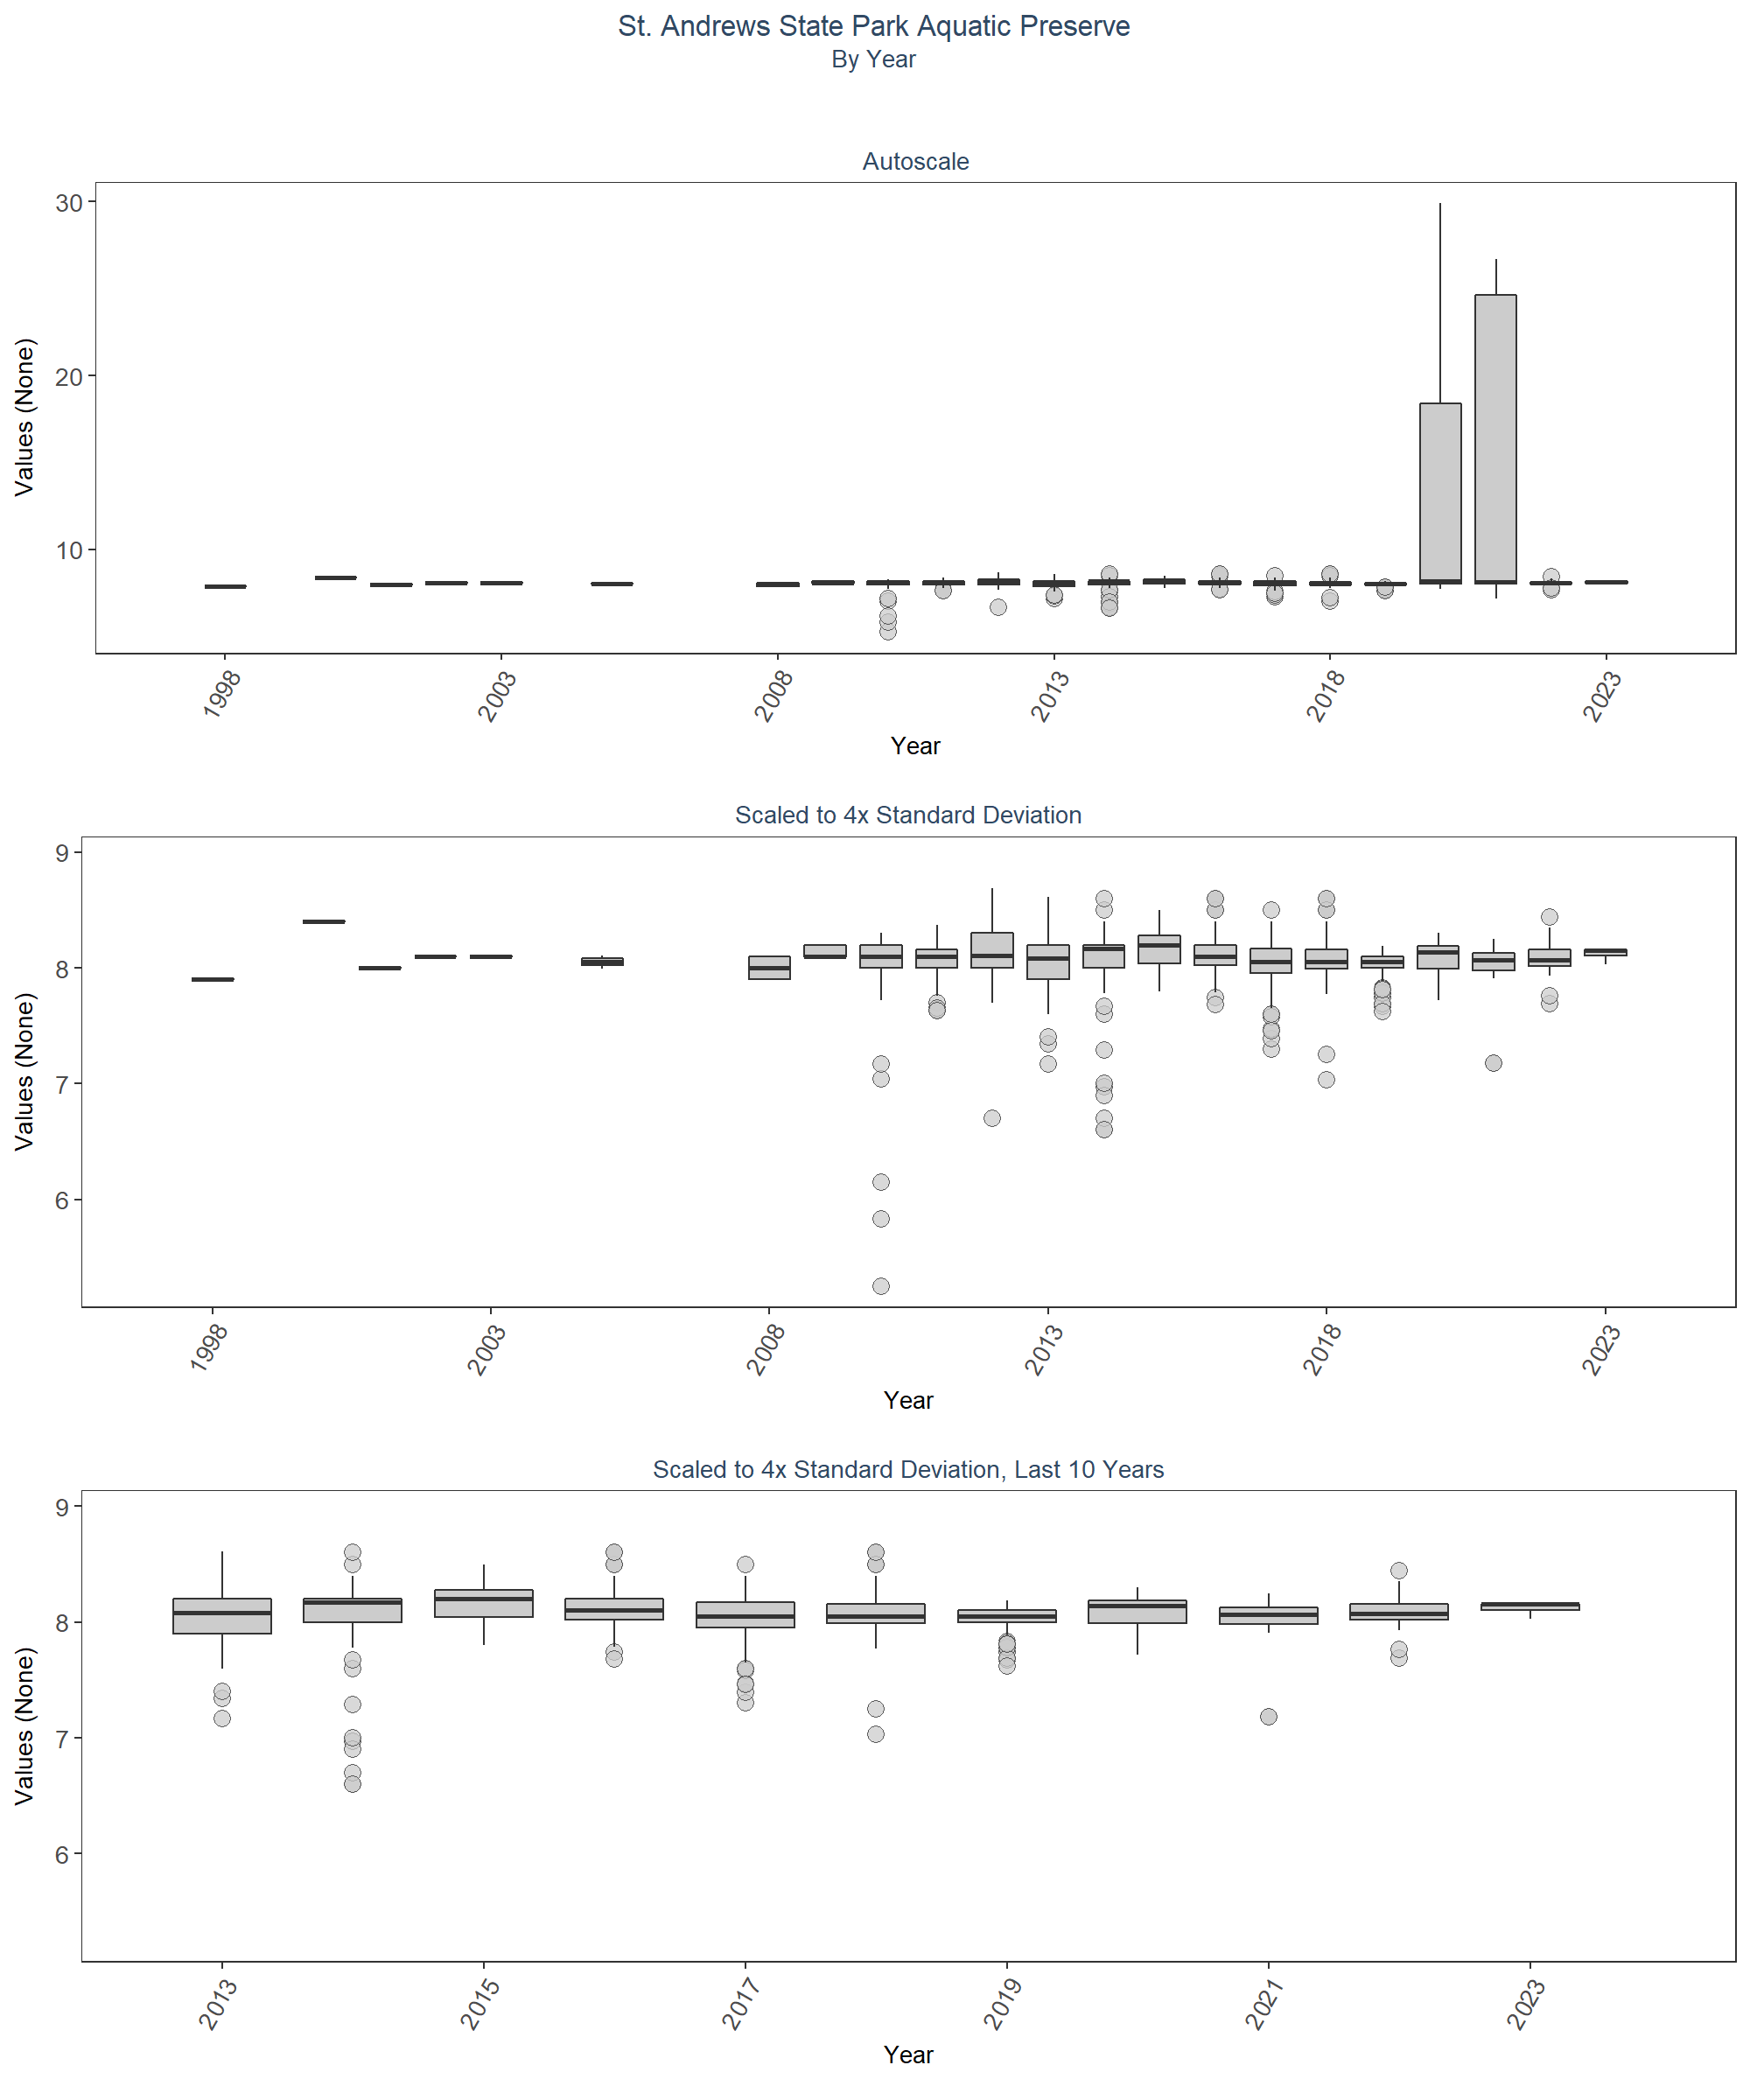 St. Andrews State Park Aquatic Preserve
By Year
Autoscale
Values (None)
30
20
10
1998
2003
2008
2013
2018
2023
Year
Scaled to 4x Standard Deviation
Values (None)
9
8
7
6
1998
2003
2008
2013
2018
2023
Year
Scaled to 4x Standard Deviation, Last 10 Years
Values (None)
9
8
7
6
2013
2015
2017
2019
2021
2023
Year